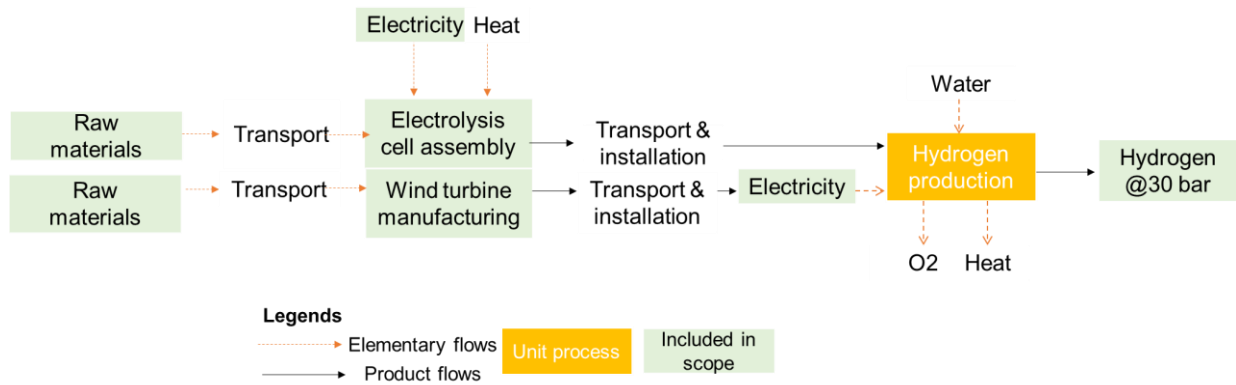 Electricity Heat
Water
Raw
materials
Transport
Electrolysis
cell assembly
Transport &
installation
Hydrogen
production
Hydrogen
@30 bar
Raw
materials
Transport
Wind turbine
manufacturing
Transport &
installation
Electricity
O2 Heat
Legends
Elementary flows
Product flows
Unit process
Included in
scope